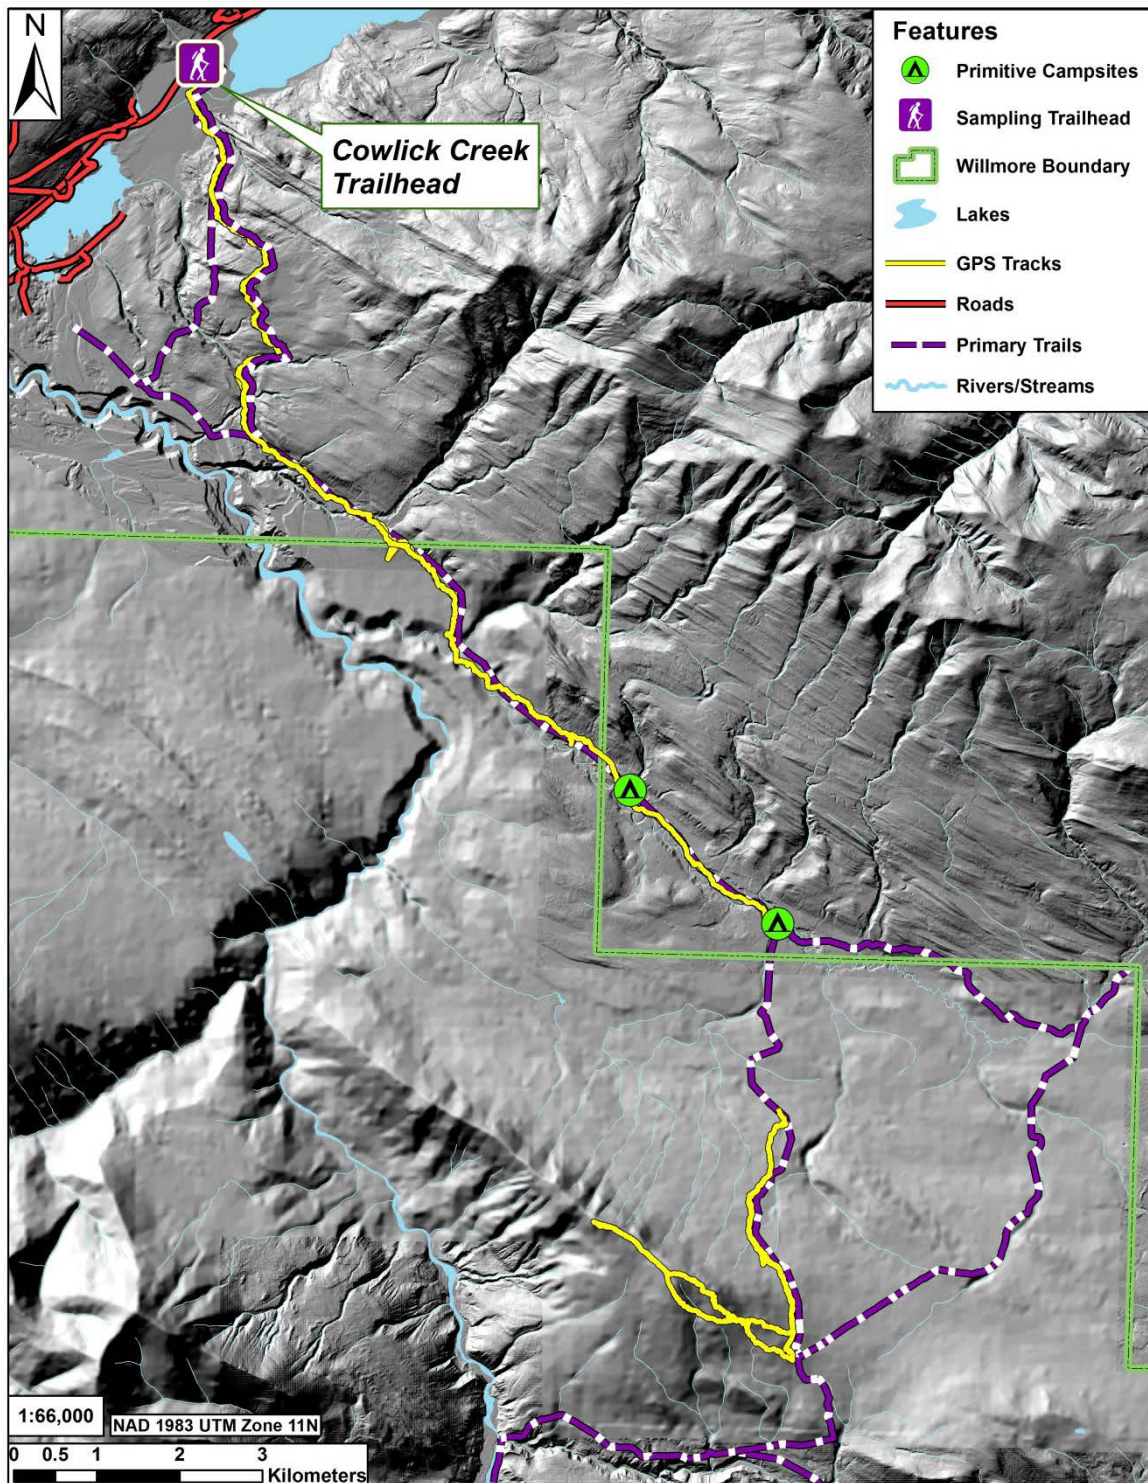 N
Cowlick Creek
Trailhead
Features
Primitive Campsites
Sampling Trailhead
Willmore Boundary
Lakes
GPS Tracks
Roads
Primary Trails
Rivers/Streams
1:66,000
NAD 1983 UTM Zone 11N
0 0.5 1 2 3
Kilometers